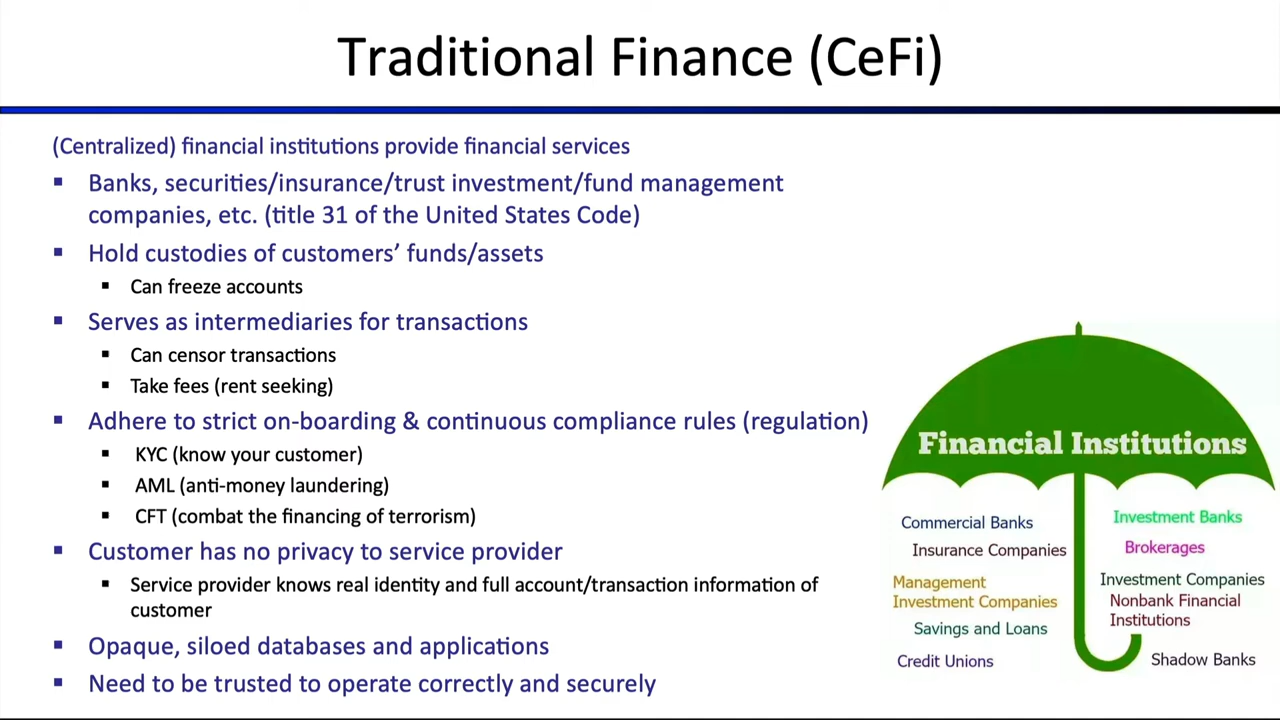 Traditional Finance (CeFi)
(Centralized) financial institutions provide financial services
▪ Banks, securities/insurance/trust investment/fund management
companies, etc. (title 31 of the United States Code)
▪ Hold custodies of customers’ funds/assets
▪ Can freeze accounts
▪ Serves as intermediaries for transactions
▪ Can censor transactions
▪ Take fees (rent seeking)
▪ Adhere to strict on-boarding & continuous compliance rules (regulation)
▪ KYC (know your customer)
▪ AML (anti-money laundering)
▪ CFT (combat the financing of terrorism)
▪ Customer has no privacy to service provider
▪ Service provider knows real identity and full account/transaction information of
customer
▪ Opaque, siloed databases and applications
▪ Need to be trusted to operate correctly and securely
Financial Institutions
Commercial Banks
Insurance Companies
Management
Investment Companies
Savings and Loans
Credit Unions
Investment Banks
Brokerages
Investment Companies
Nonbank Financial
Institutions
Shadow Banks